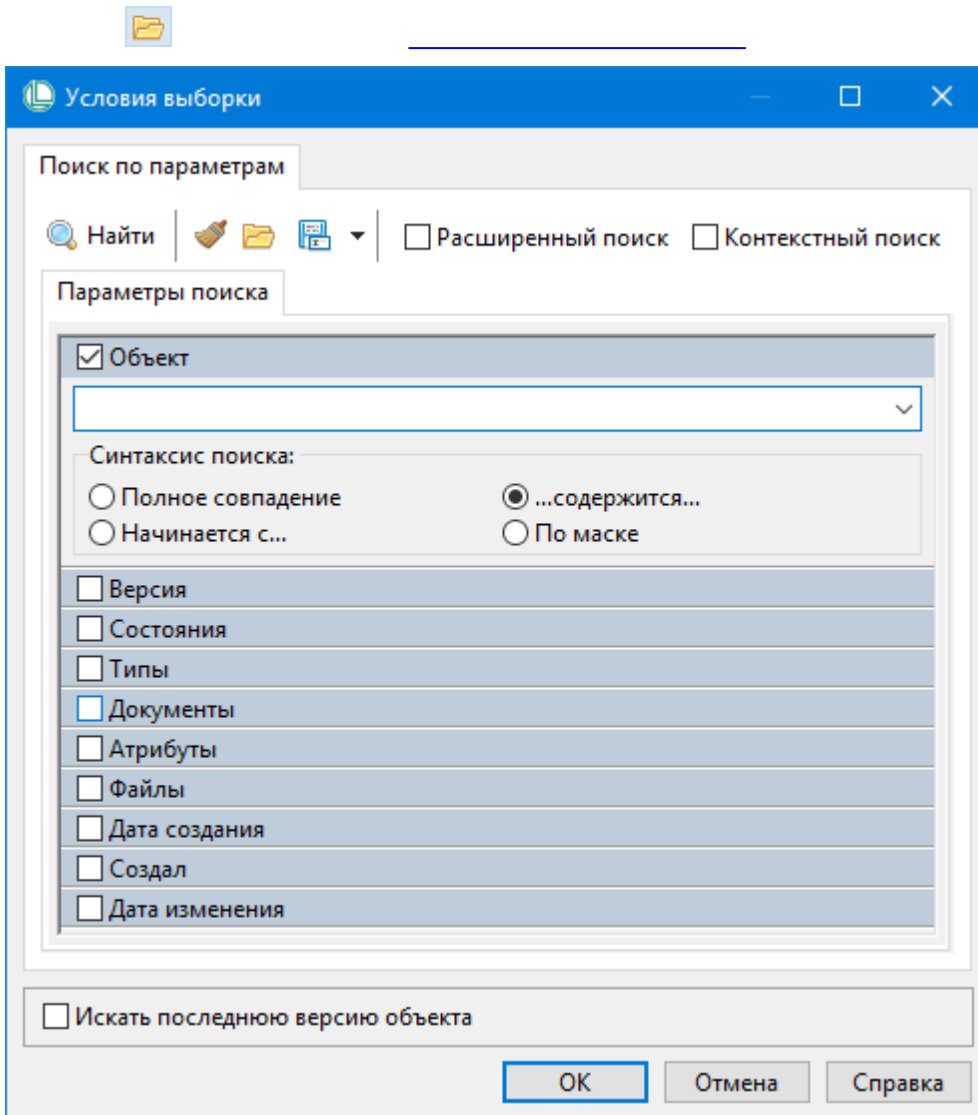 Условия выборки
Поиск по параметрам
Найти Расширенный поиск Контекстный поиск
Параметры поиска
Объект
Синтаксис поиска:
Полное совпадение ...содержится...
Начинается с... По маске
Версия
Состояния
Типы
Документы
Атрибуты
Файлы
Дата создания
Создал
Дата изменения
Искать последнюю версию объекта
ОК Отмена Справка